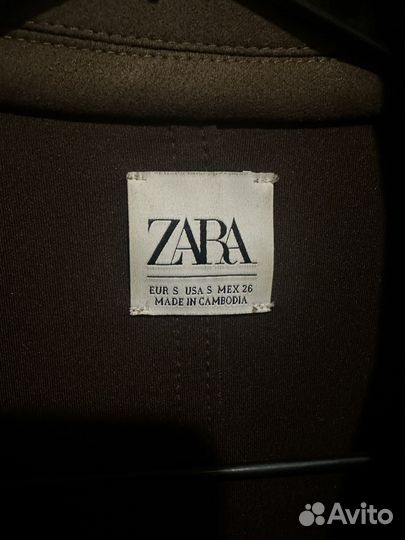 ZARA
EUR S USA S MEX 26
MADE IN CAMBODIA
Avito